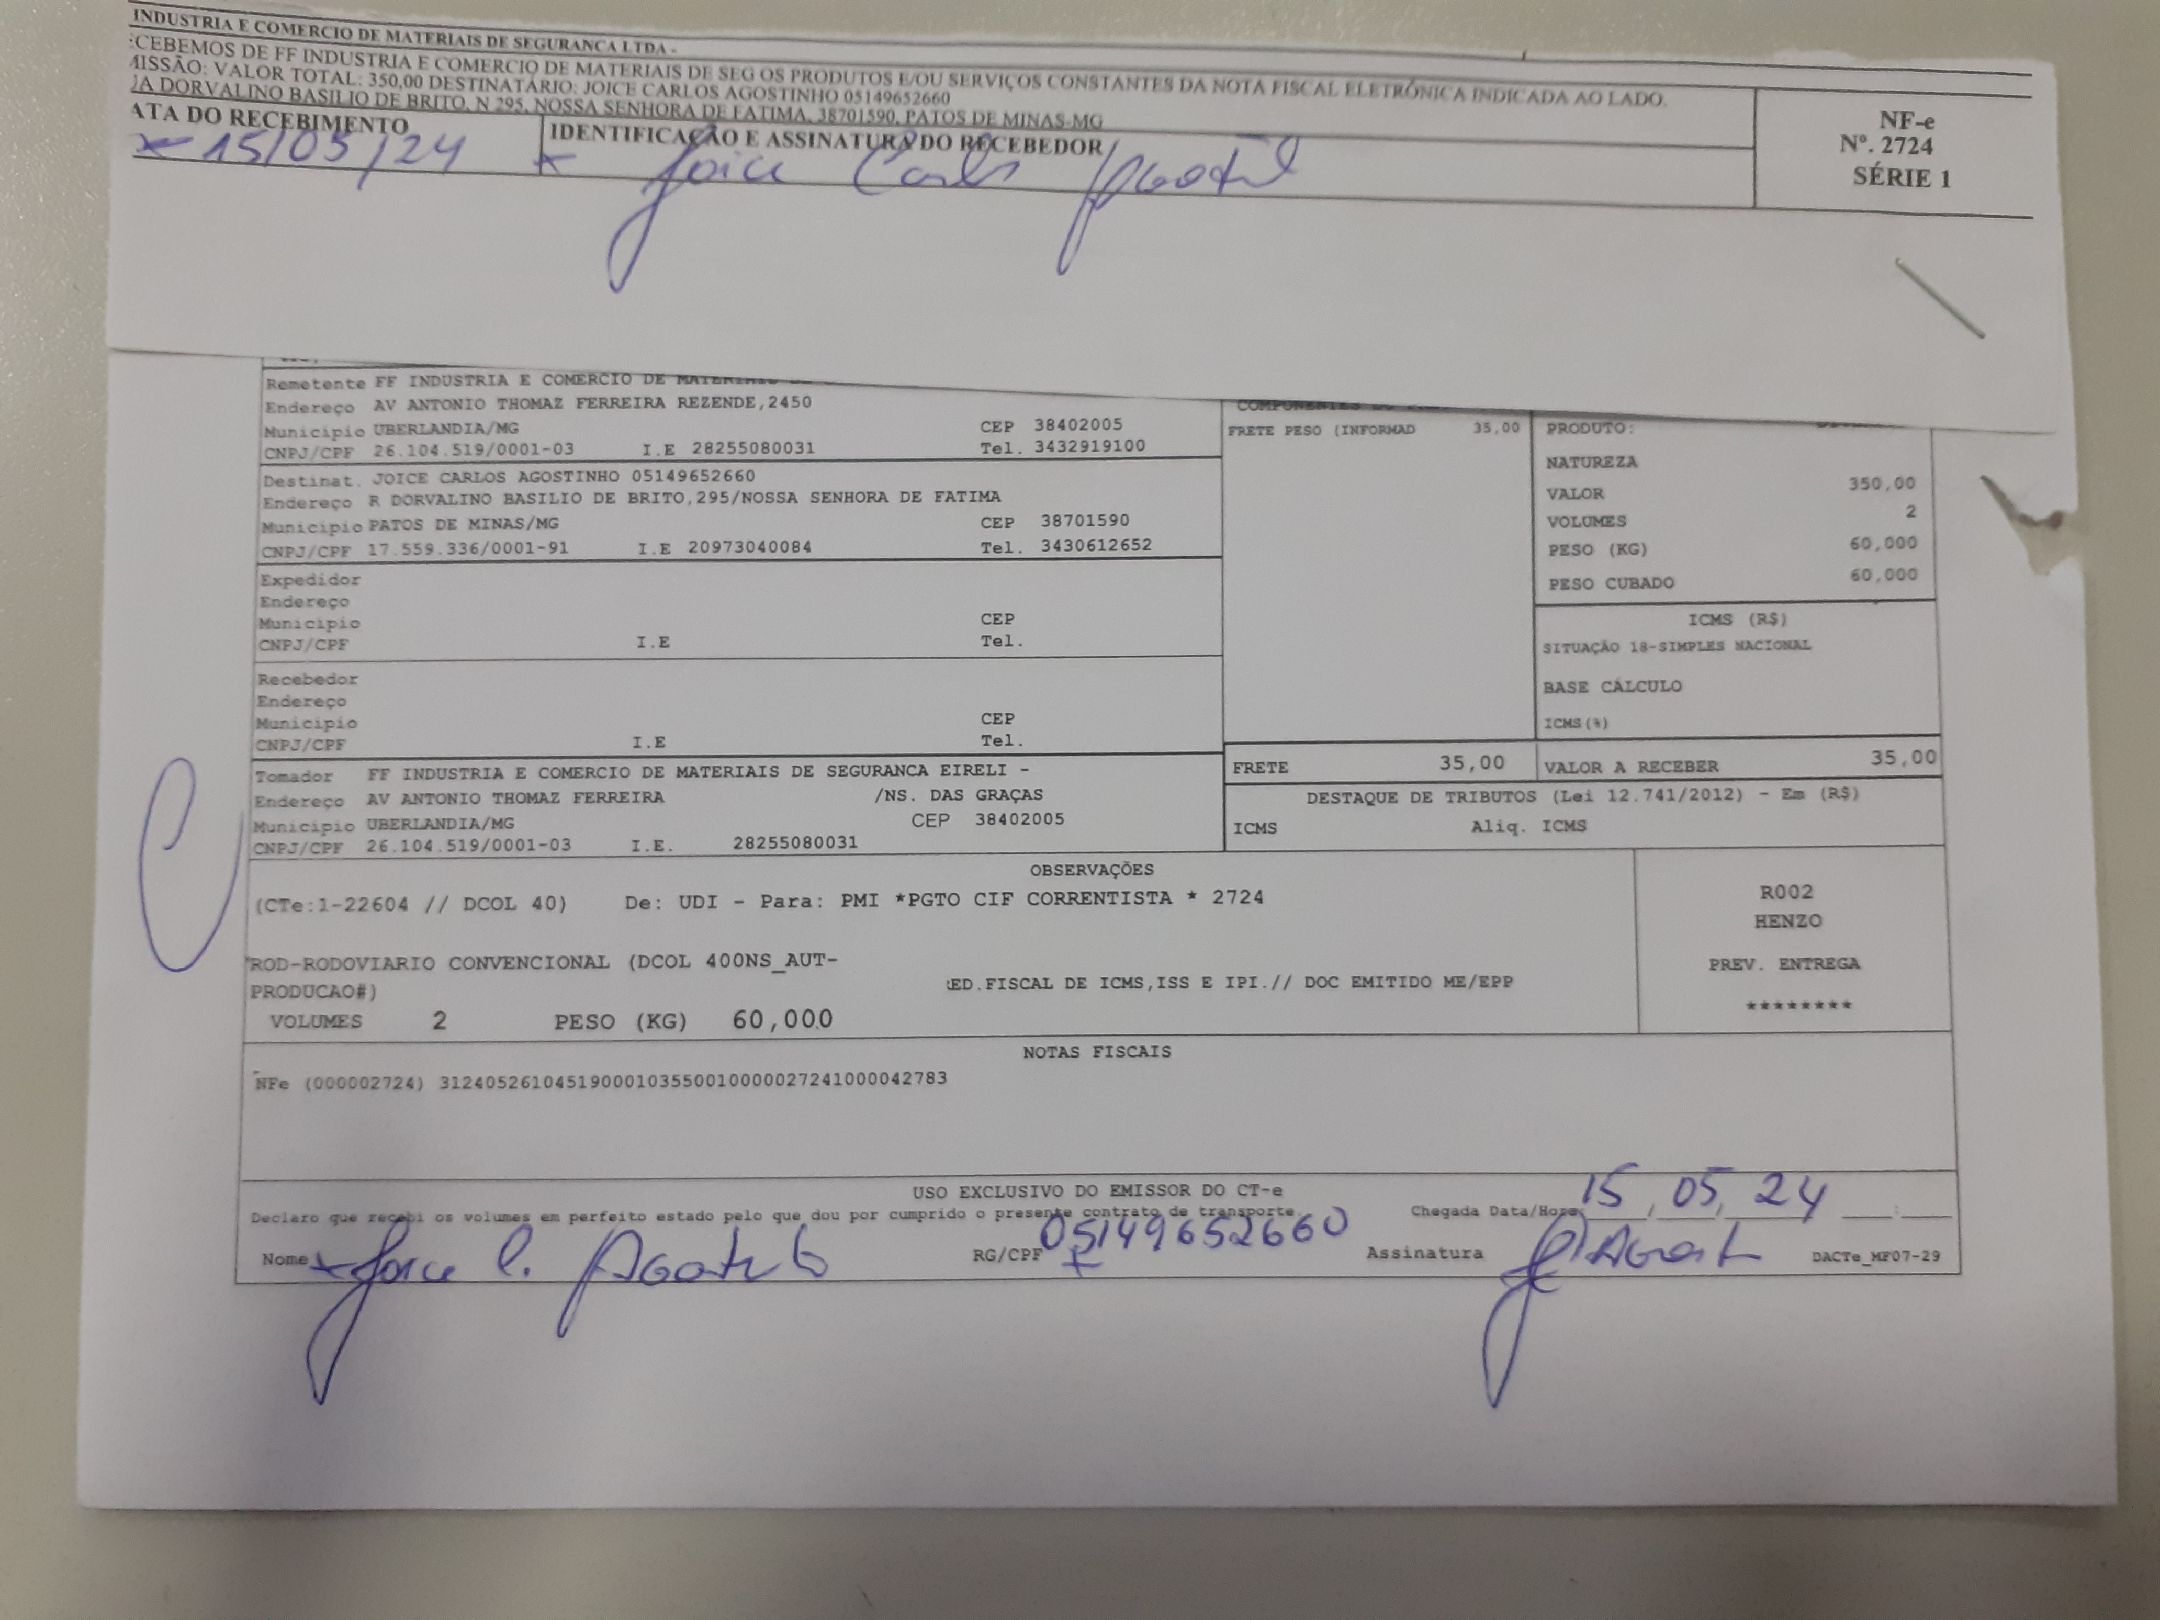 INDUSTRIA E COMERCIO DE MATERIAIS DE SEGURANCA LTDA -
CEBEMOS DE FF INDUSTRIA E COMERCIO DE MATERIAIS DE SEG OS PRODUTOS E/OU SERVIÇOS CONSTANTES DA NOTA FISCAL ELETRÔNICA INDICADA AO LADO.
MISSÃO: VALOR TOTAL: 350,00 DESTINATÁRIO: JOICE CARLOS AGOSTINHO 05149652660
UA DORVALINO BASILIO DE BRITO, N 295, NOSSA SENHORA DE FATIMA, 38701590, PATOS DE MINAS-MG
ATA DO RECEBIMENTO IDENTIFICAÇÃO E ASSINATURA DO RECEBEDOR
15/05/24 Joice Carlos
NF-e
Nº. 2724
SÉRIE 1
Remetente FF INDUSTRIA E COMERCIO DE
Endereço AV ANTONIO THOMAZ FERREIRA REZENDE,2450
Municipio UBERLANDIA/MG CEP 38402005
CNPJ/CPF 26.104.519/0001-03 I.E 28255080031 Tel. 3432919100
Destinat. JOICE CARLOS AGOSTINHO 05149652660
Endereço R DORVALINO BASILIO DE BRITO,295/NOSSA SENHORA DE FATIMA
Municipio PATOS DE MINAS/MG CEP 38701590
CNPJ/CPF 17.559.336/0001-91 I.E 20973040084 Tel. 3430612652
Expedidor
Endereço
Municipio CEP
CNPJ/CPF I.E Tel.
Recebedor
Endereço
Municipio CEP
CNPJ/CPF I.E Tel.
Tomador FF INDUSTRIA E COMERCIO DE MATERIAIS DE SEGURANCA EIRELI -
Endereço AV ANTONIO THOMAZ FERREIRA /NS. DAS GRAÇAS
Municipio UBERLANDIA/MG CEP 38402005
CNPJ/CPF 26.104.519/0001-03 I.E. 28255080031
FRETE PESO (INFORMAD 35,00
PRODUTO:
NATUREZA
VALOR 350,00
VOLUMES 2
PESO (KG) 60,000
PESO CUBADO 60,000
ICMS (R$)
SITUAÇÃO 18-SIMPLES NACIONAL
BASE CÁLCULO
ICMS(%)
FRETE 35,00 VALOR A RECEBER 35,00
DESTAQUE DE TRIBUTOS (Lei 12.741/2012) - Em (R$)
ICMS Aliq. ICMS
OBSERVAÇÕES
(CTe:1-22604 // DCOL 40) De: UDI - Para: PMI *PGTO CIF CORRENTISTA * 2724
ROD-RODOVIARIO CONVENCIONAL (DCOL 400NS_AUT-
PRODUCAO#)
ED.FISCAL DE ICMS,ISS E IPI.// DOC EMITIDO ME/EPP
VOLUMES 2 PESO (KG) 60,000
R002
HENZO
PREV. ENTREGA
********
NOTAS FISCAIS
NFe (000002724) 31240526104519000103550010000027241000042783
USO EXCLUSIVO DO EMISSOR DO CT-e
Declaro que recebi os volumes em perfeito estado pelo que dou por cumprido o presente contrato de transporte. Chegada Data/Hora 15/05/24 :
Nome Joice C. RG/CPF 05149652660 Assinatura DACTe_MF07-29